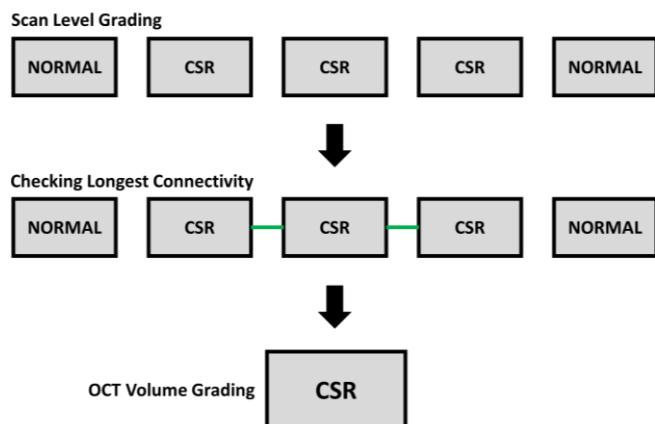 Scan Level Grading
NORMAL CSR CSR CSR NORMAL
Checking Longest Connectivity
NORMAL CSR CSR CSR NORMAL
OCT Volume Grading CSR